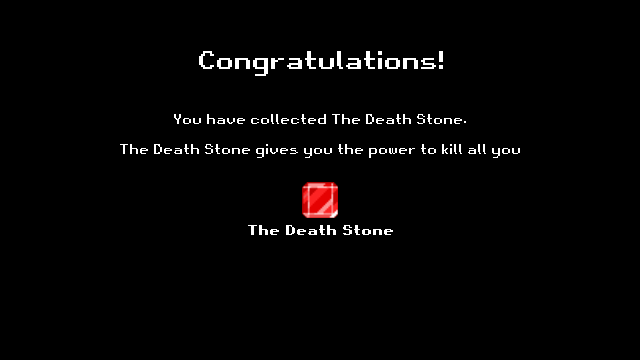 Congratulations!
You have collected The Death Stone.
The Death Stone gives you the power to kill all you
The Death Stone